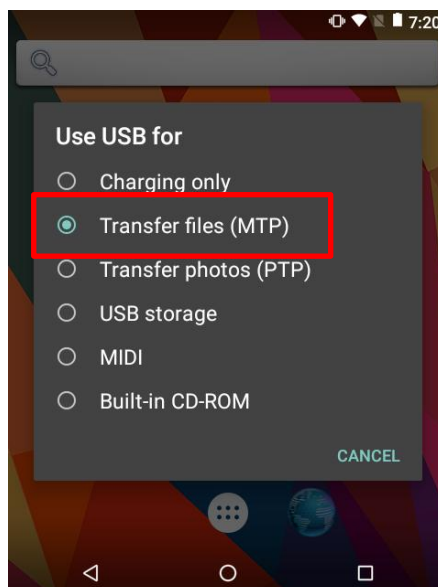 7:20
Use USB for
Charging only
Transfer files (MTP)
Transfer photos (PTP)
USB storage
MIDI
Built-in CD-ROM
CANCEL